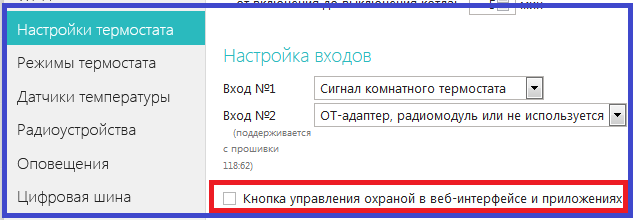 от включения до выключения котла: 5 мин
Настройки термостата
Режимы термостата
Датчики температуры
Радиоустройства
Оповещения
Цифровая шина
Настройка входов
Вход №1 Сигнал комнатного термостата
Вход №2 ОТ-адаптер, радиомодуль или не используется
(поддерживается
с прошивки
118:62)
Кнопка управления охраной в веб-интерфейсе и приложениях